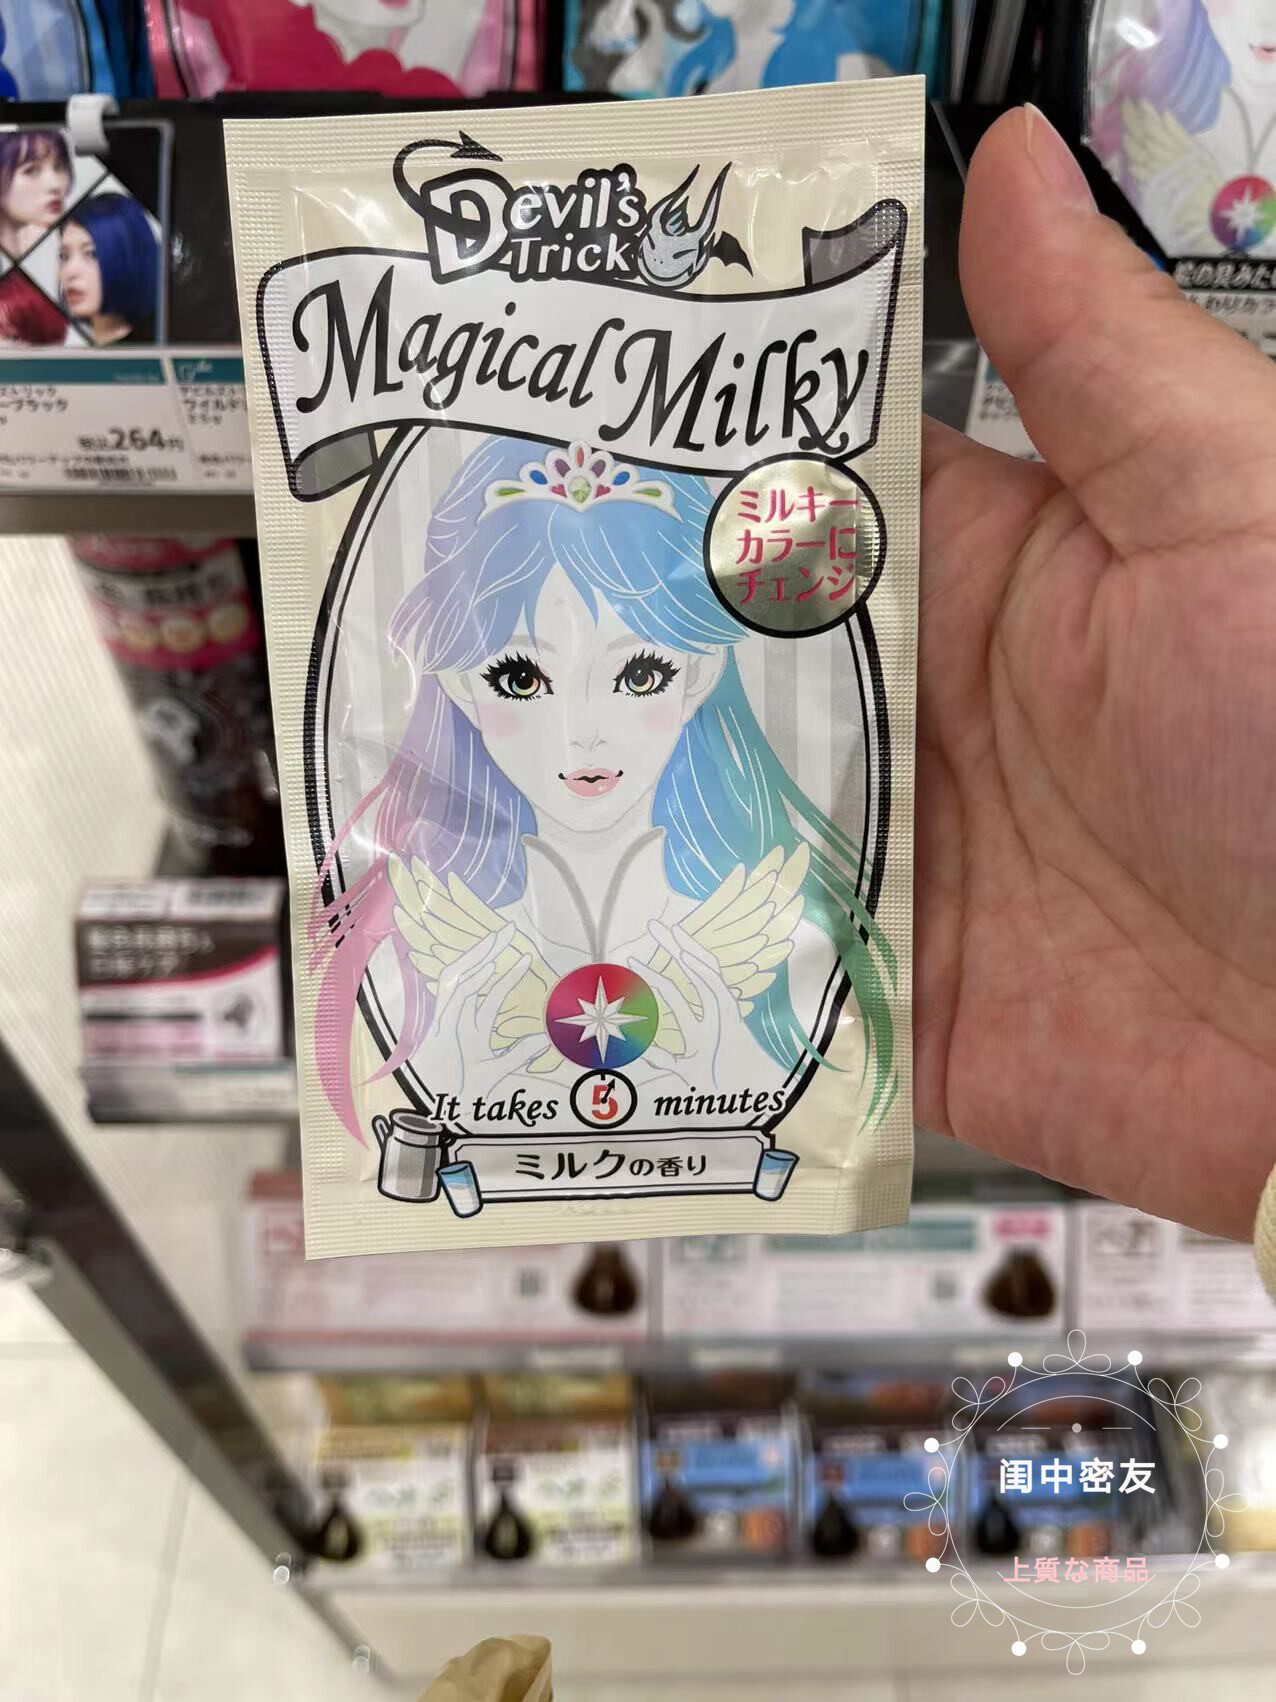 Devil's
Trick
Magical Milky
ミルキー
カラーに
チェンジ
It takes 5 minutes
ミルクの香り
税込264円
闺中密友
上質な商品